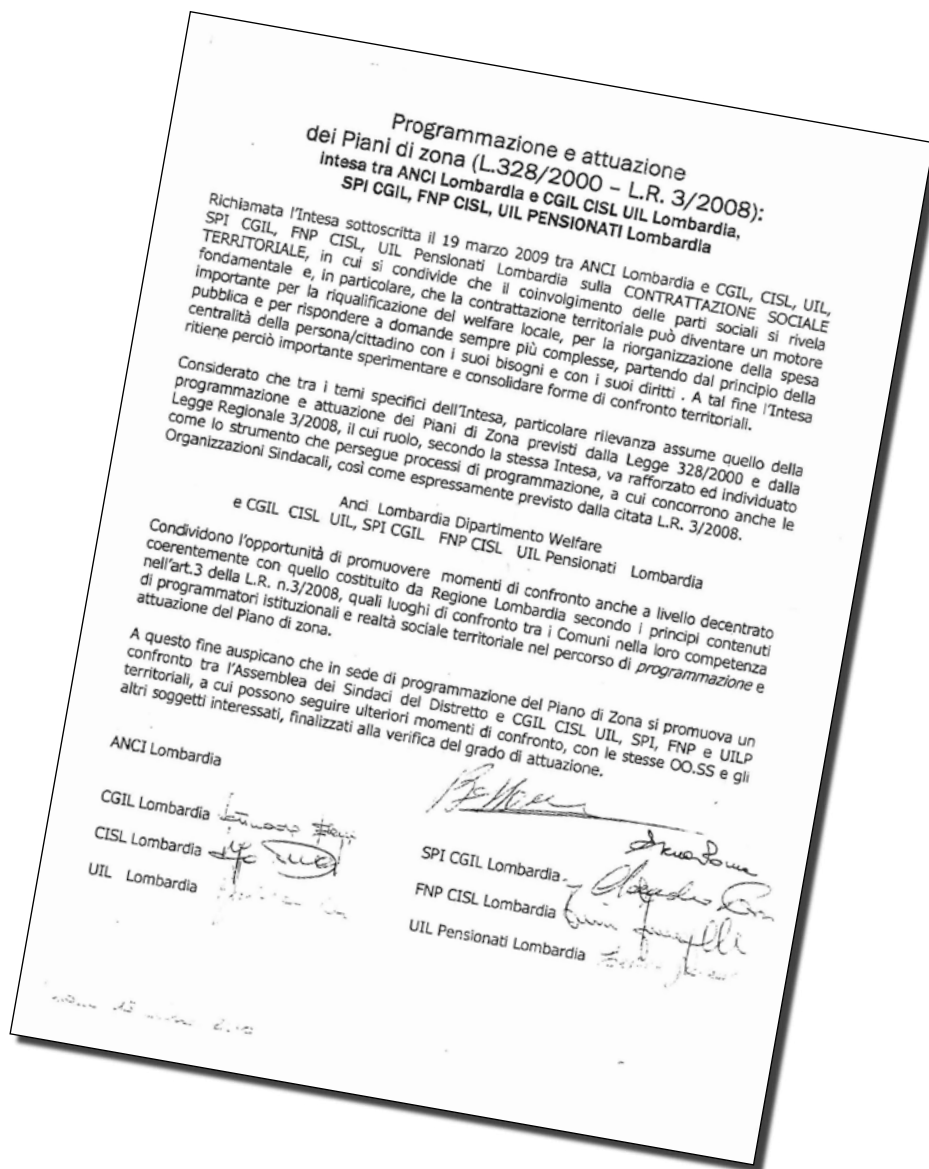 Programmazione e attuazione
dei Piani di zona (L.328/2000 – L.R. 3/2008):
intesa tra ANCI Lombardia e CGIL CISL UIL Lombardia,
SPI CGIL, FNP CISL, UIL PENSIONATI Lombardia
Richiamata l'Intesa sottoscritta il 19 marzo 2009 tra ANCI Lombardia e CGIL, CISL, UIL,
SPI CGIL, FNP CISL, UIL Pensionati Lombardia sulla CONTRATTAZIONE SOCIALE
TERRITORIALE, in cui si condivide che il coinvolgimento delle parti sociali si rivela
fondamentale e, in particolare, che la contrattazione territoriale può diventare un motore
importante per la riqualificazione del welfare locale, per la riorganizzazione della spesa
pubblica e per rispondere a domande sempre più complesse, partendo dal principio della
centralità della persona/cittadino con i suoi bisogni e con i suoi diritti . A tal fine l'Intesa
ritiene perciò importante sperimentare e consolidare forme di confronto territoriali.
Considerato che tra i temi specifici dell'Intesa, particolare rilevanza assume quello della
programmazione e attuazione dei Piani di Zona previsti dalla Legge 328/2000 e dalla
Legge Regionale 3/2008, il cui ruolo, secondo la stessa Intesa, va rafforzato ed individuato
come lo strumento che persegue processi di programmazione, a cui concorrono anche le
Organizzazioni Sindacali, così come espressamente previsto dalla citata L.R. 3/2008.
Anci Lombardia Dipartimento Welfare
e CGIL CISL UIL, SPI CGIL FNP CISL UIL Pensionati Lombardia
Condividono l'opportunità di promuovere momenti di confronto anche a livello decentrato
coerentemente con quello costituito da Regione Lombardia secondo i principi contenuti
nell'art.3 della L.R. n.3/2008, quali luoghi di confronto tra i Comuni nella loro competenza
di programmatori istituzionali e realtà sociale territoriale nel percorso di programmazione e
attuazione del Piano di zona.
A questo fine auspicano che in sede di programmazione del Piano di Zona si promuova un
confronto tra l'Assemblea dei Sindaci del Distretto e CGIL CISL UIL, SPI, FNP e UILP
territoriali, a cui possono seguire ulteriori momenti di confronto, con le stesse OO.SS e gli
altri soggetti interessati, finalizzati alla verifica del grado di attuazione.
ANCI Lombardia
CGIL Lombardia
CISL Lombardia
UIL Lombardia
SPI CGIL Lombardia
FNP CISL Lombardia
UIL Pensionati Lombardia